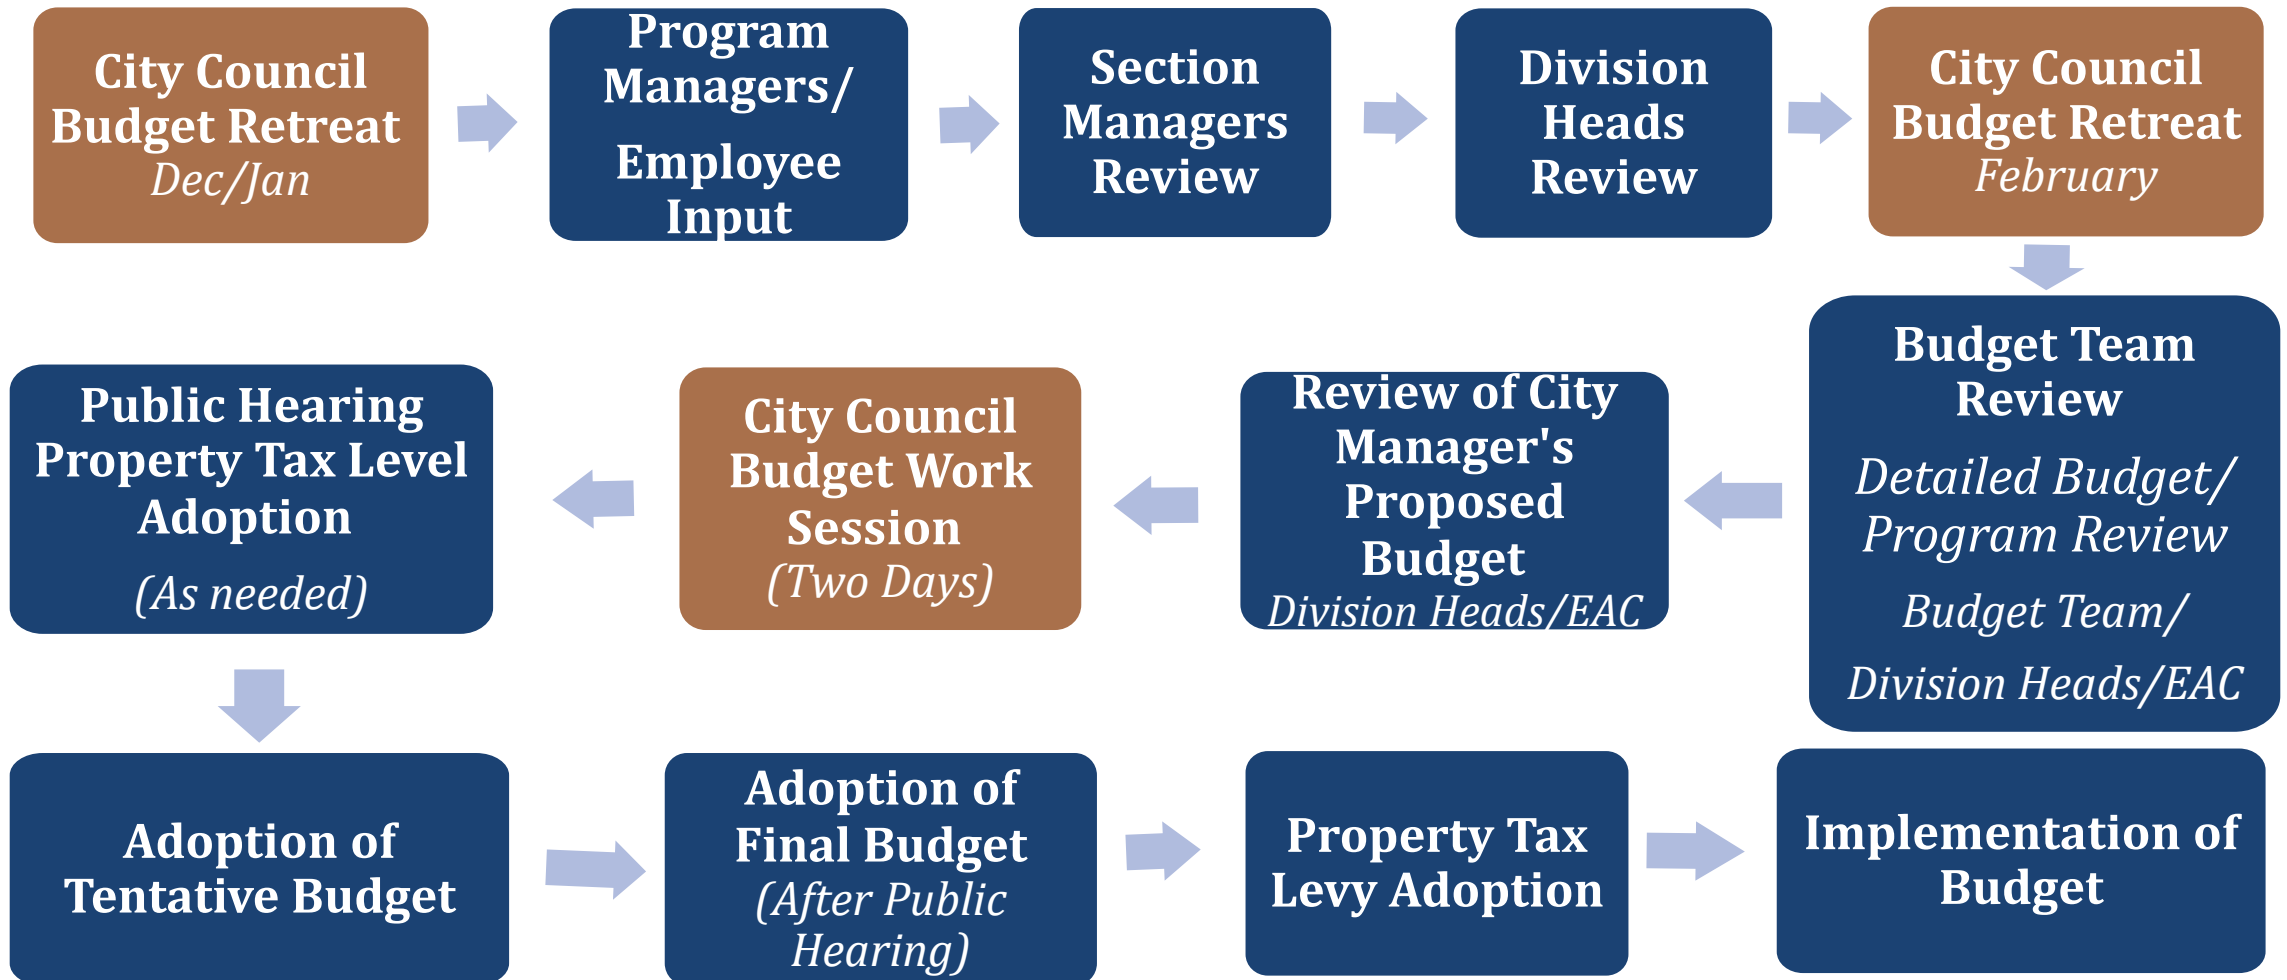 City Council
Budget Retreat
Dec/Jan
Program
Managers/
Employee
Input
Section
Managers
Review
Division
Heads
Review
City Council
Budget Retreat
February
Budget Team
Review
Detailed Budget/
Program Review
Budget Team/
Division Heads/EAC
Review of City
Manager's
Proposed
Budget
Division Heads/EAC
City Council
Budget Work
Session
(Two Days)
Public Hearing
Property Tax Level
Adoption
(As needed)
Adoption of
Tentative Budget
Adoption of
Final Budget
(After Public
Hearing)
Property Tax
Levy Adoption
Implementation of
Budget